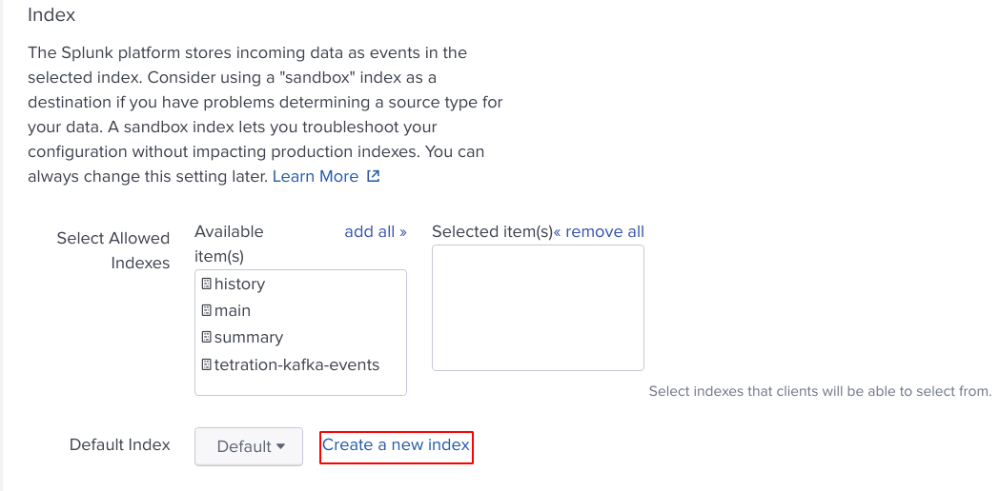 Index
The Splunk platform stores incoming data as events in the
selected index. Consider using a "sandbox" index as a
destination if you have problems determining a source type for
your data. A sandbox index lets you troubleshoot your
configuration without impacting production indexes. You can
always change this setting later. Learn More
Select Allowed
Indexes
Available
item(s)
add all »
Selected item(s)« remove all
history
main
summary
tetration-kafka-events
Select indexes that clients will be able to select from.
Default Index
Default
Create a new index